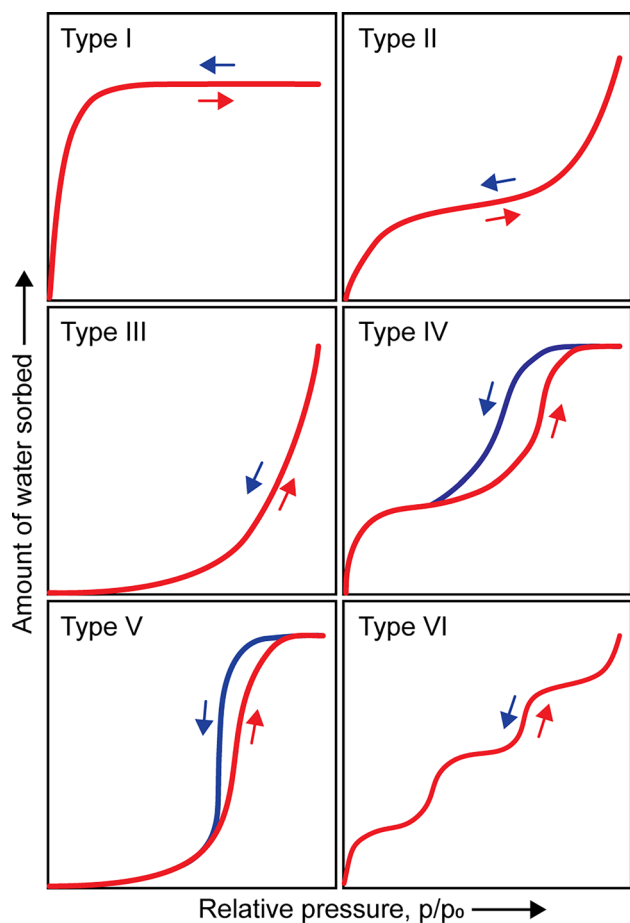 Type I
Type II
Type III
Type IV
Type V
Type VI
Amount of water sorbed
Relative pressure, p/p₀